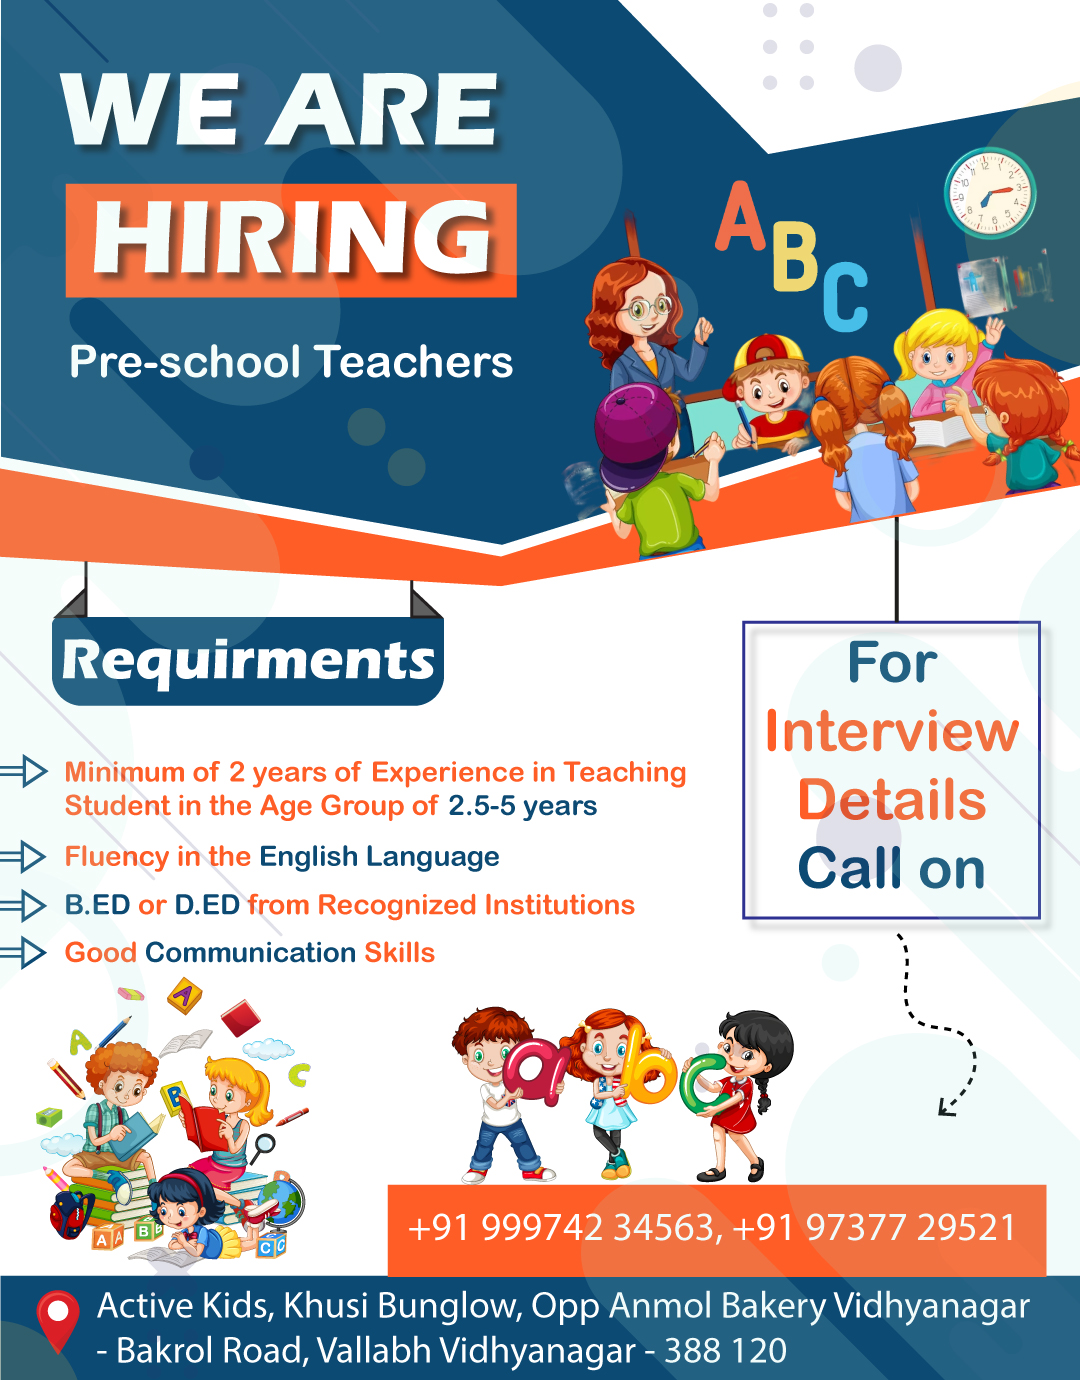 WE ARE
HIRING
Pre-school Teachers
A
B
C
Requirments
Minimum of 2 years of Experience in Teaching
Student in the Age Group of 2.5-5 years
Fluency in the English Language
B.ED or D.ED from Recognized Institutions
Good Communication Skills
For
Interview
Details
Call on
A
A
C
B
A A
B B
C C
a b c
+91 999742 34563, +91 97377 29521
Active Kids, Khusi Bunglow, Opp Anmol Bakery Vidhyanagar
- Bakrol Road, Vallabh Vidhyanagar - 388 120